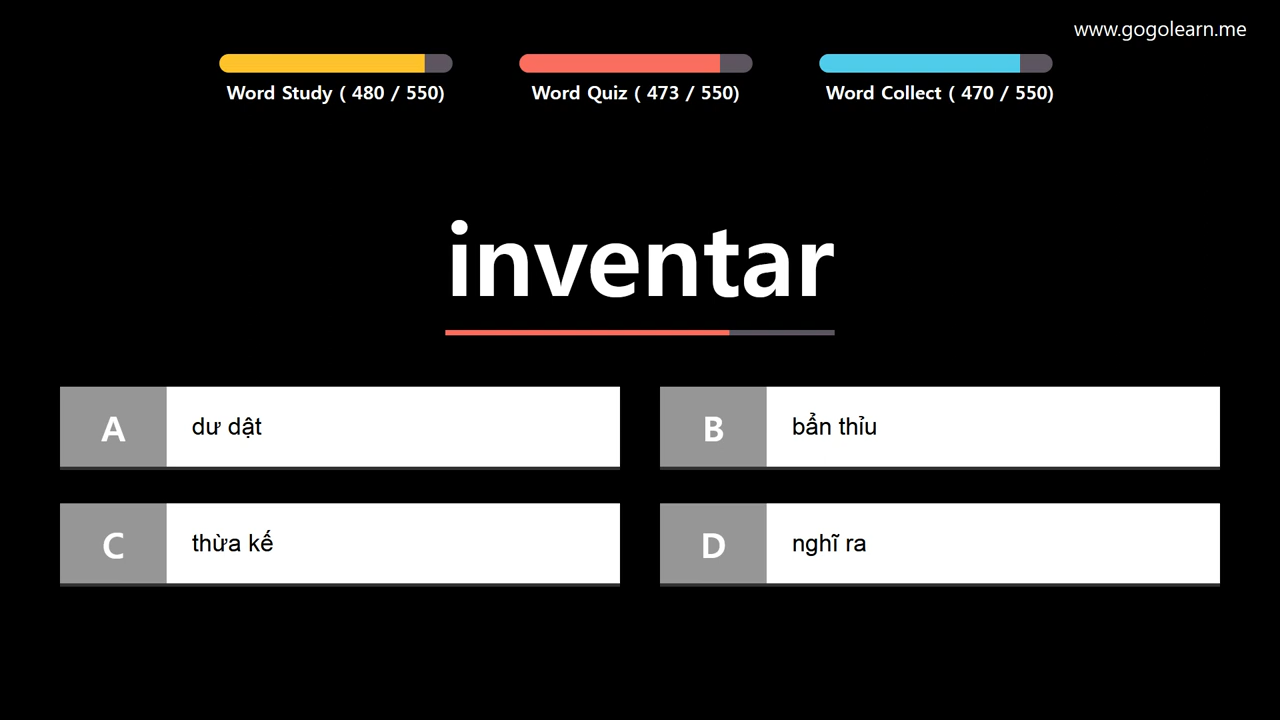 www.gogolearn.me
Word Study ( 480 / 550)
Word Quiz ( 473 / 550)
Word Collect ( 470 / 550)
inventar
A
dư dật
B
bẩn thỉu
C
thừa kế
D
nghĩ ra